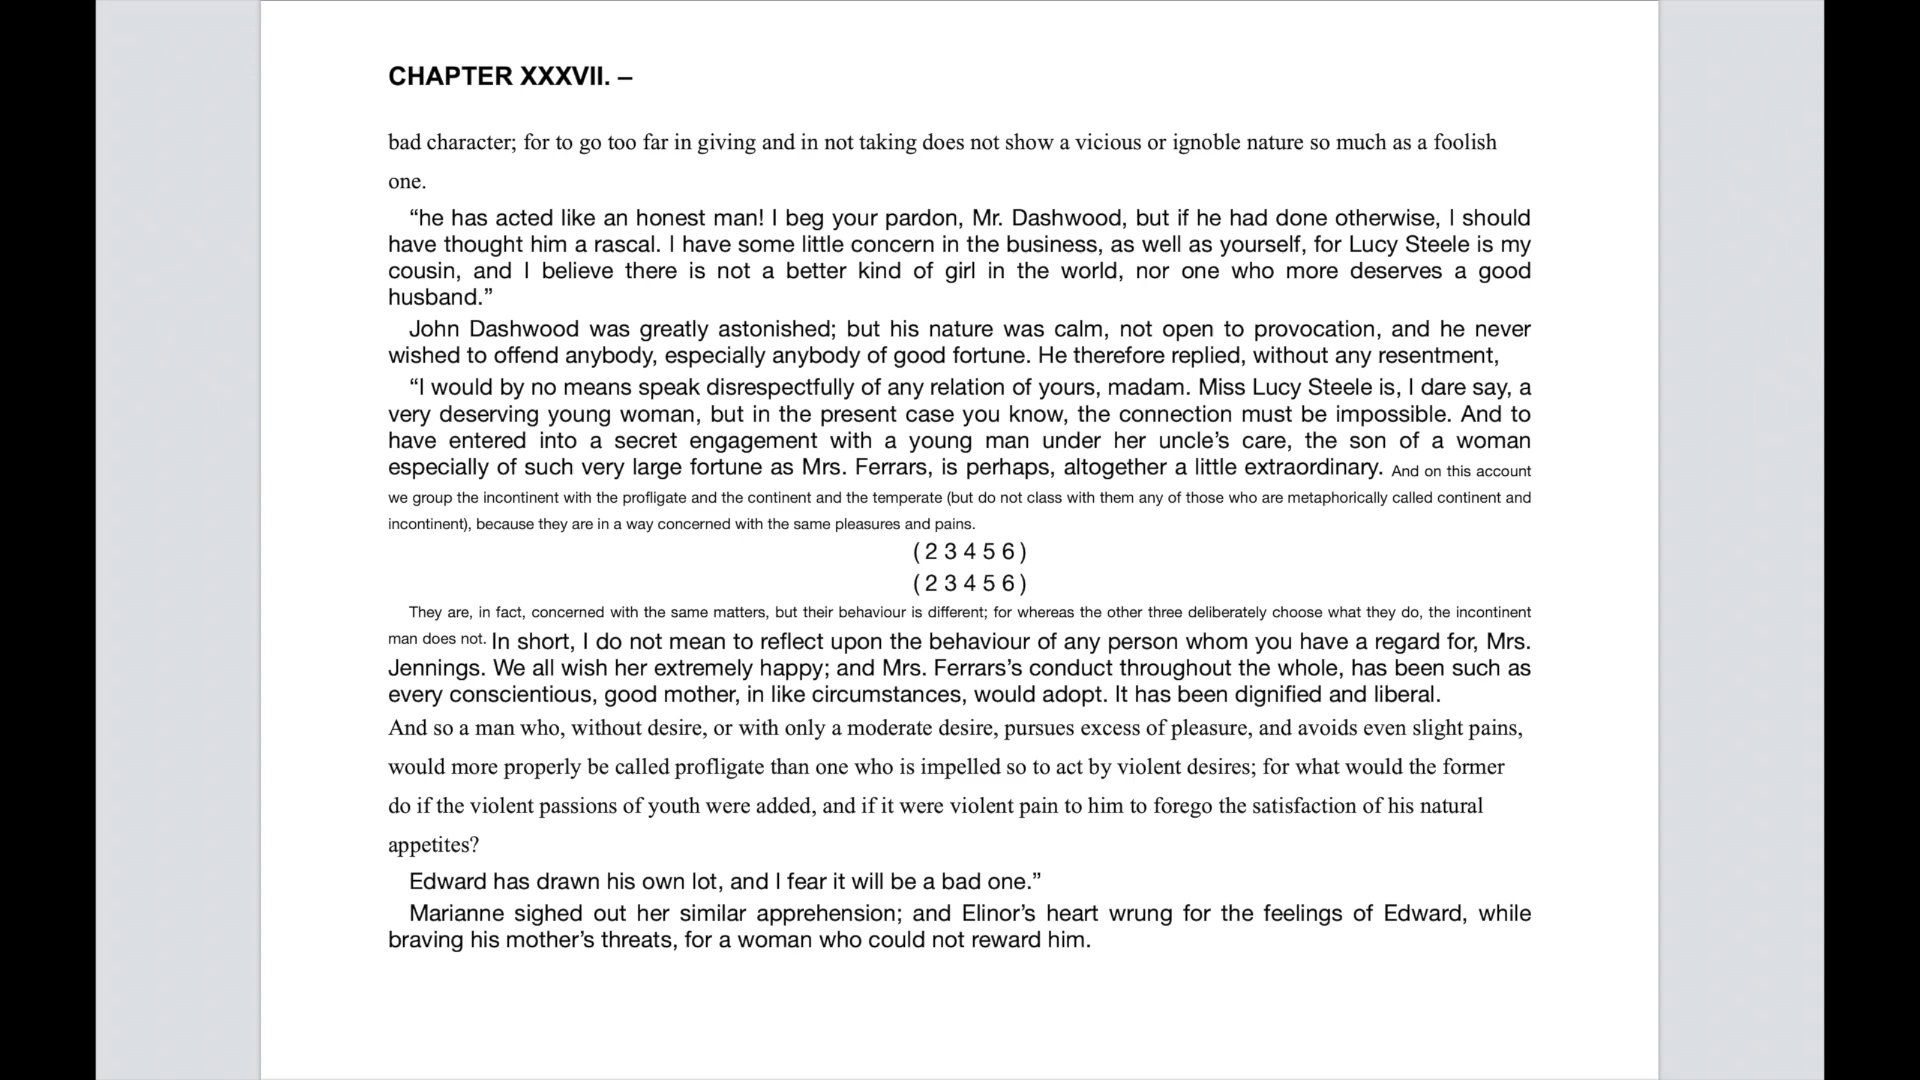 CHAPTER XXXVII. –
bad character; for to go too far in giving and in not taking does not show a vicious or ignoble nature so much as a foolish
one.
“he has acted like an honest man! I beg your pardon, Mr. Dashwood, but if he had done otherwise, I should
have thought him a rascal. I have some little concern in the business, as well as yourself, for Lucy Steele is my
cousin, and I believe there is not a better kind of girl in the world, nor one who more deserves a good
husband.”
John Dashwood was greatly astonished; but his nature was calm, not open to provocation, and he never
wished to offend anybody, especially anybody of good fortune. He therefore replied, without any resentment,
“I would by no means speak disrespectfully of any relation of yours, madam. Miss Lucy Steele is, I dare say, a
very deserving young woman, but in the present case you know, the connection must be impossible. And to
have entered into a secret engagement with a young man under her uncle’s care, the son of a woman
especially of such very large fortune as Mrs. Ferrars, is perhaps, altogether a little extraordinary. And on this account
we group the incontinent with the profligate and the continent and the temperate (but do not class with them any of those who are metaphorically called continent and
incontinent), because they are in a way concerned with the same pleasures and pains.
( 2 3 4 5 6 )
( 2 3 4 5 6 )
They are, in fact, concerned with the same matters, but their behaviour is different; for whereas the other three deliberately choose what they do, the incontinent
man does not. In short, I do not mean to reflect upon the behaviour of any person whom you have a regard for, Mrs.
Jennings. We all wish her extremely happy; and Mrs. Ferrars’s conduct throughout the whole, has been such as
every conscientious, good mother, in like circumstances, would adopt. It has been dignified and liberal.
And so a man who, without desire, or with only a moderate desire, pursues excess of pleasure, and avoids even slight pains,
would more properly be called profligate than one who is impelled so to act by violent desires; for what would the former
do if the violent passions of youth were added, and if it were violent pain to him to forego the satisfaction of his natural
appetites?
Edward has drawn his own lot, and I fear it will be a bad one.”
Marianne sighed out her similar apprehension; and Elinor’s heart wrung for the feelings of Edward, while
braving his mother’s threats, for a woman who could not reward him.